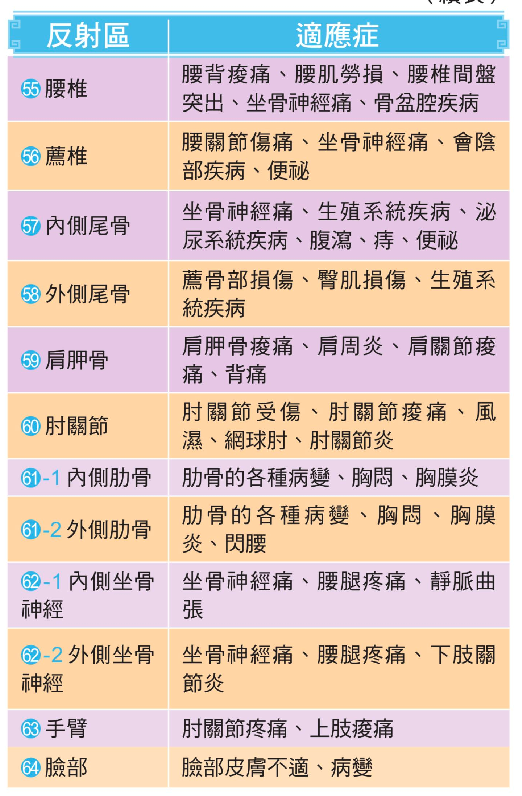 反射區 適應症
55 腰椎 腰背痠痛、腰肌勞損、腰椎間盤
突出、坐骨神經痛、骨盆腔疾病
56 薦椎 腰關節傷痛、坐骨神經痛、會陰
部疾病、便祕
57 內側尾骨 坐骨神經痛、生殖系統疾病、泌
尿系統疾病、腹瀉、痔、便祕
58 外側尾骨 薦骨部損傷、臀肌損傷、生殖系
統疾病
59 肩胛骨 肩胛骨痠痛、肩周炎、肩關節痠
痛、背痛
60 肘關節 肘關節受傷、肘關節痠痛、風
濕、網球肘、肘關節炎
61-1 內側肋骨 肋骨的各種病變、胸悶、胸膜炎
61-2 外側肋骨 肋骨的各種病變、胸悶、胸膜
炎、閃腰
62-1 內側坐骨
神經 坐骨神經痛、腰腿疼痛、靜脈曲
張
62-2 外側坐骨
神經 坐骨神經痛、腰腿疼痛、下肢關
節炎
63 手臂 肘關節疼痛、上肢痠痛
64 臉部 臉部皮膚不適、病變